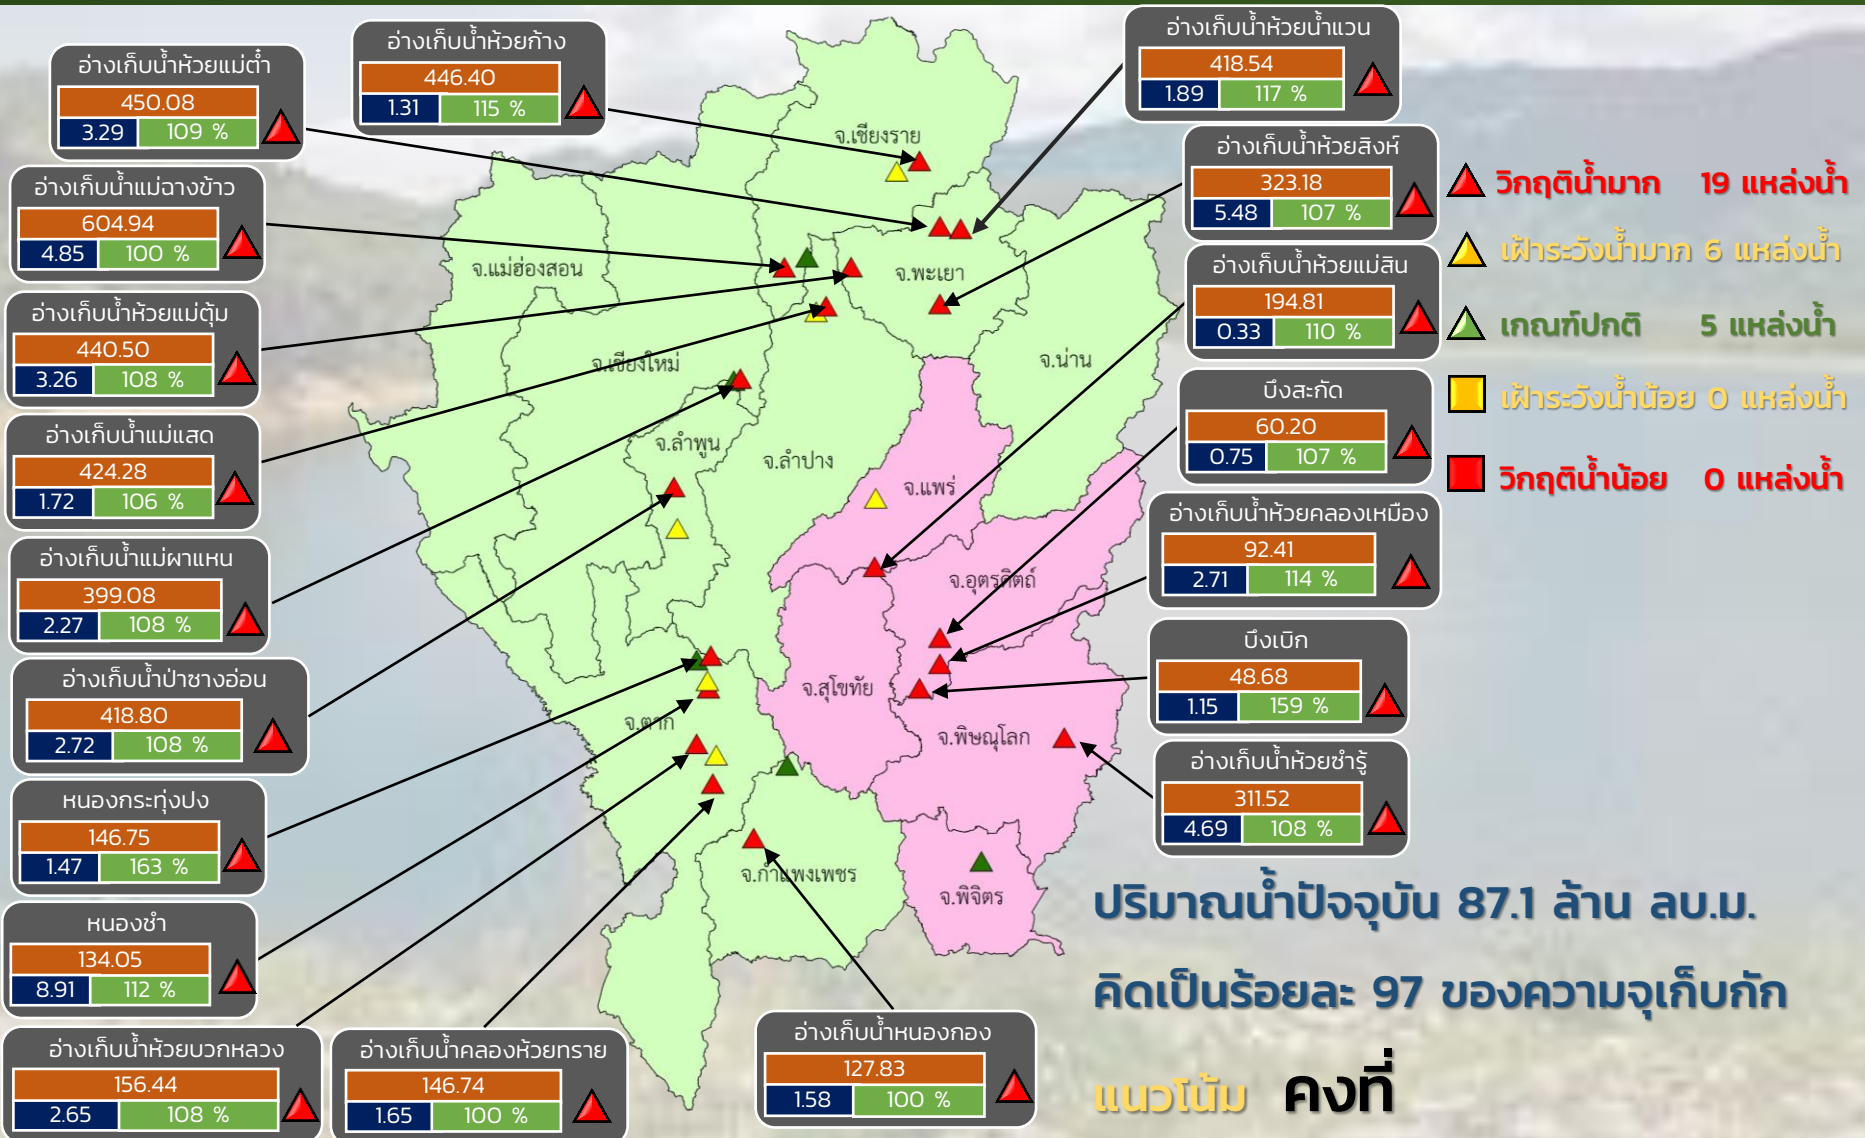 อ่างเก็บน้ำห้วยแม่ต๋ำ
450.08
3.29 109 %
อ่างเก็บน้ำห้วยก้าง
446.40
1.31 115 %
อ่างเก็บน้ำห้วยน้ำแวน
418.54
1.89 117 %
อ่างเก็บน้ำแม่ฉางข้าว
604.94
4.85 100 %
อ่างเก็บน้ำห้วยแม่ตุ้ม
440.50
3.26 108 %
อ่างเก็บน้ำแม่แสด
424.28
1.72 106 %
อ่างเก็บน้ำแม่ผาแหน
399.08
2.27 108 %
อ่างเก็บน้ำป่าซางอ่อน
418.80
2.72 108 %
หนองกระทุ่งปง
146.75
1.47 163 %
หนองช้ำ
134.05
8.91 112 %
อ่างเก็บน้ำห้วยบวกหลวง
156.44
2.65 108 %
อ่างเก็บน้ำคลองห้วยทราย
146.74
1.65 100 %
อ่างเก็บน้ำหนองกอง
127.83
1.58 100 %
จ.เชียงราย
จ.แม่ฮ่องสอน
จ.พะเยา
จ.เชียงใหม่
จ.น่าน
จ.ลำพูน
จ.ลำปาง
จ.แพร่
จ.อุตรดิตถ์
จ.สุโขทัย
จ.ตาก
จ.พิษณุโลก
จ.กำแพงเพชร
จ.พิจิตร
อ่างเก็บน้ำห้วยสิงห์
323.18
5.48 107 %
อ่างเก็บน้ำห้วยแม่สิน
194.81
0.33 110 %
บึงสะกัด
60.20
0.75 107 %
อ่างเก็บน้ำห้วยคลองเหมือง
92.41
2.71 114 %
บึงเบิก
48.68
1.15 159 %
อ่างเก็บน้ำห้วยซำรู้
311.52
4.69 108 %
วิกฤติน้ำมาก 19 แหล่งน้ำ
เฝ้าระวังน้ำมาก 6 แหล่งน้ำ
เกณฑ์ปกติ 5 แหล่งน้ำ
เฝ้าระวังน้ำน้อย 0 แหล่งน้ำ
วิกฤติน้ำน้อย 0 แหล่งน้ำ
ปริมาณน้ำปัจจุบัน 87.1 ล้าน ลบ.ม.
คิดเป็นร้อยละ 97 ของความจุเก็บกัก
แนวโน้ม คงที่